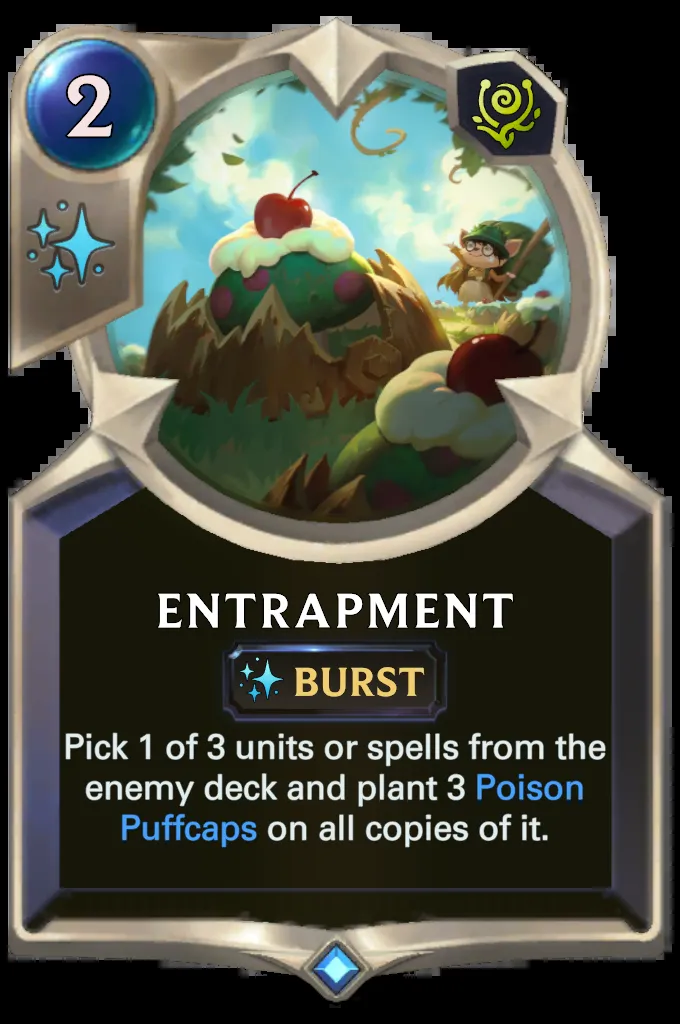 2
ENTRAPMENT
BURST
Pick 1 of 3 units or spells from the
enemy deck and plant 3 Poison
Puffcaps on all copies of it.